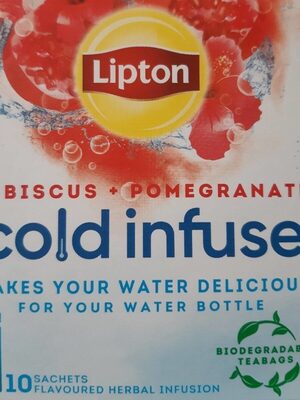 Lipton
BISCUS + POMEGRANAT
cold infuse
AKES YOUR WATER DELICIOU
FOR YOUR WATER BOTTLE
BIODEGRADAB
TEABAGS
10 SACHETS
FLAVOURED HERBAL INFUSION